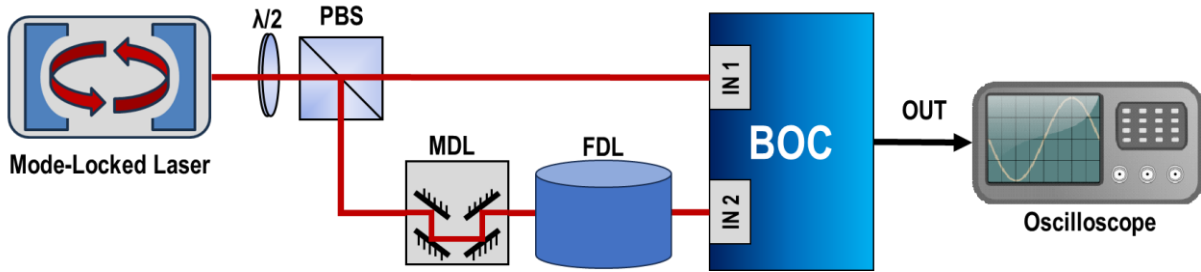 λ/2
PBS
Mode-Locked Laser
MDL
FDL
IN 1
IN 2
BOC
OUT
Oscilloscope